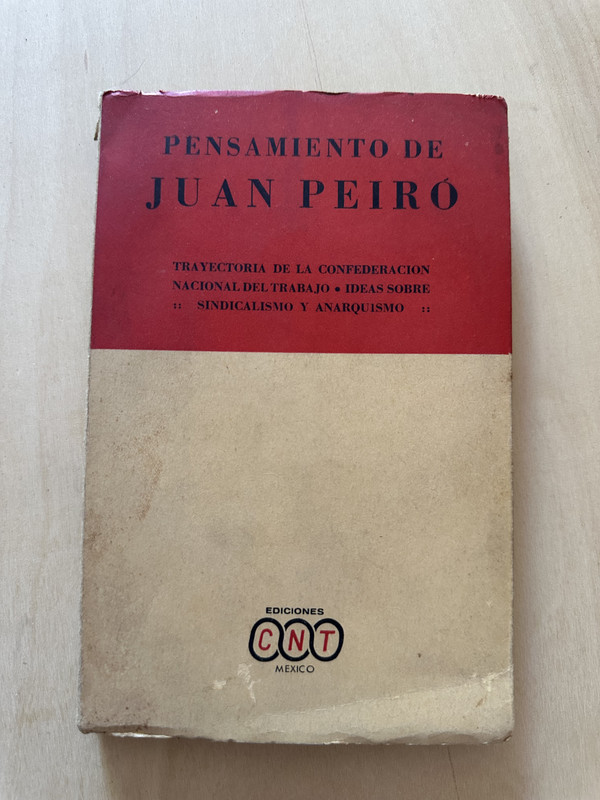 PENSAMIENTO DE
JUAN PEIRÓ
TRAYECTORIA DE LA CONFEDERACION
NACIONAL DEL TRABAJO • IDEAS SOBRE
:: SINDICALISMO Y ANARQUISMO ::
EDICIONES
CNT
MEXICO